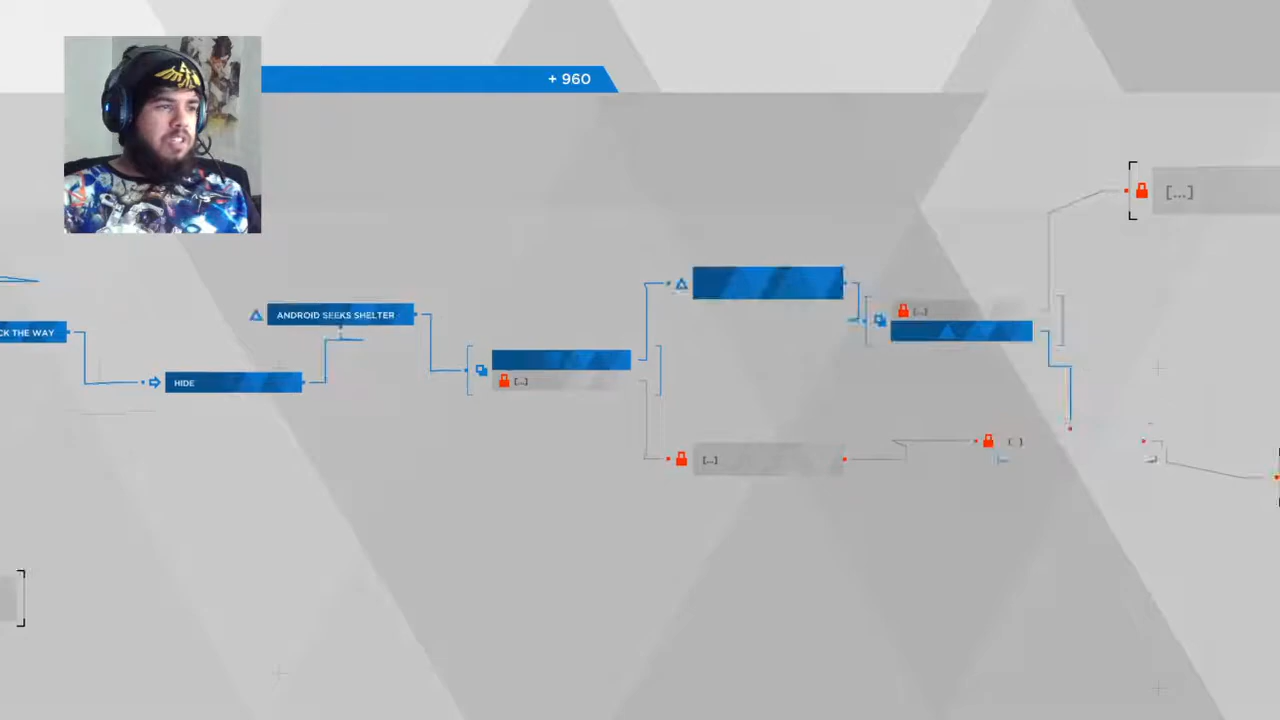 + 960
[...]
ANDROID SEEKS SHELTER
[...]
CK THE WAY
HIDE
[...]
[...]
[ ]